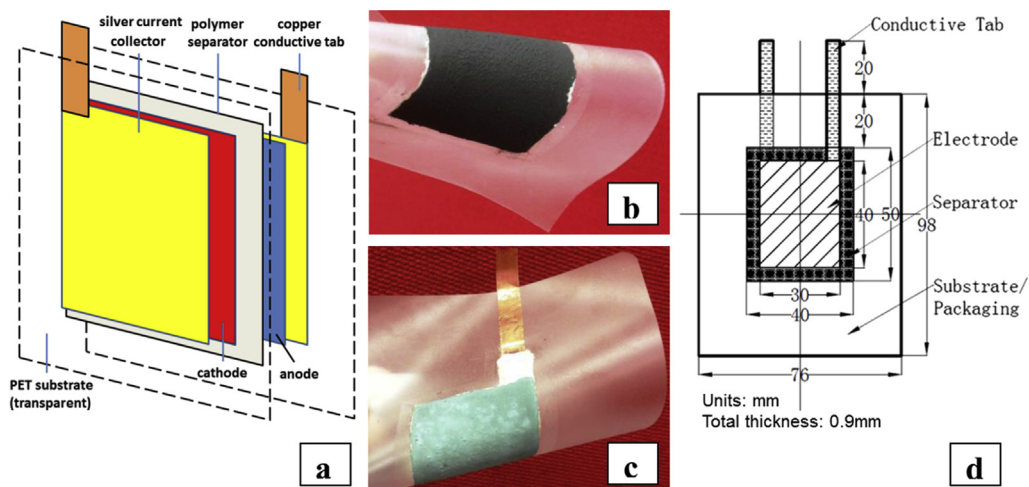 silver current
collector
polymer
separator
copper
conductive tab
cathode
anode
PET substrate
(transparent)
a
b
c
Conductive Tab
20
20
Electrode
Separator
40
50
98
Substrate/
Packaging
30
40
76
Units: mm
Total thickness: 0.9mm
d